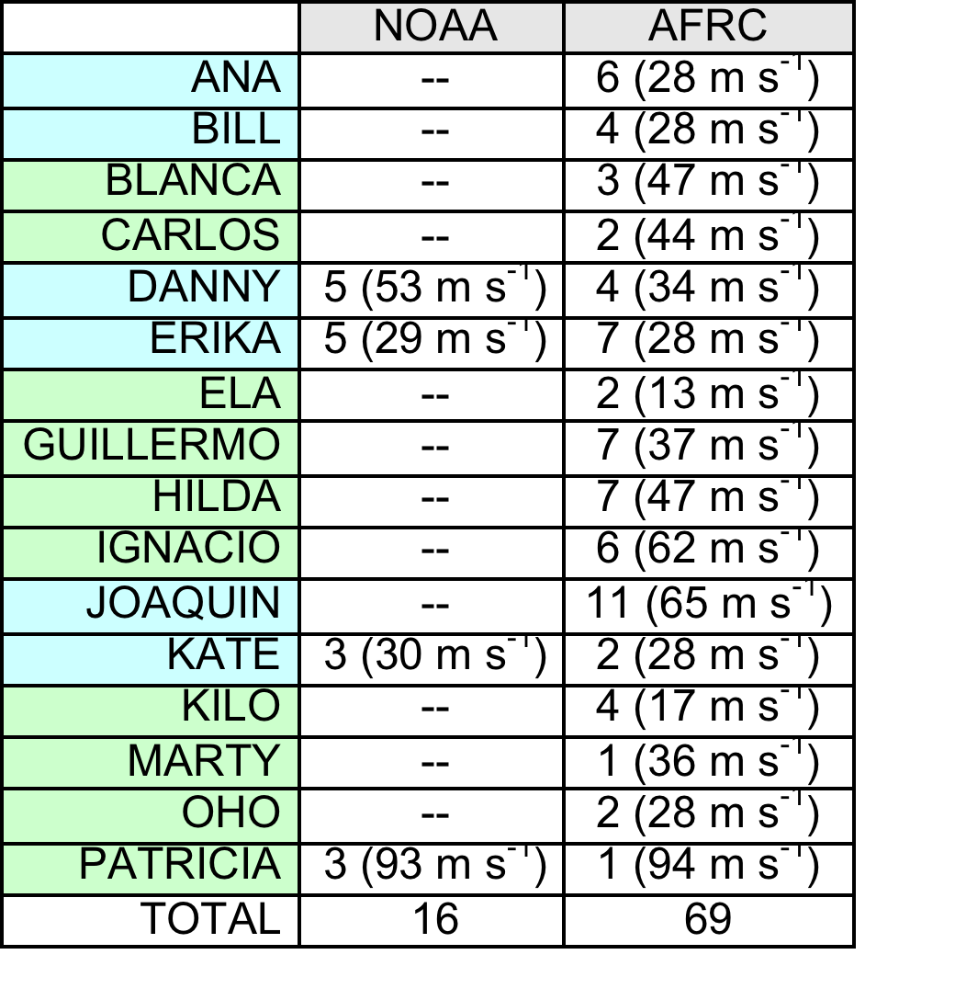 NOAA AFRC
ANA -- 6 (28 m s⁻¹)
BILL -- 4 (28 m s⁻¹)
BLANCA -- 3 (47 m s⁻¹)
CARLOS -- 2 (44 m s⁻¹)
DANNY 5 (53 m s⁻¹) 4 (34 m s⁻¹)
ERIKA 5 (29 m s⁻¹) 7 (28 m s⁻¹)
ELA -- 2 (13 m s⁻¹)
GUILLERMO -- 7 (37 m s⁻¹)
HILDA -- 7 (47 m s⁻¹)
IGNACIO -- 6 (62 m s⁻¹)
JOAQUIN -- 11 (65 m s⁻¹)
KATE 3 (30 m s⁻¹) 2 (28 m s⁻¹)
KILO -- 4 (17 m s⁻¹)
MARTY -- 1 (36 m s⁻¹)
OHO -- 2 (28 m s⁻¹)
PATRICIA 3 (93 m s⁻¹) 1 (94 m s⁻¹)
TOTAL 16 69